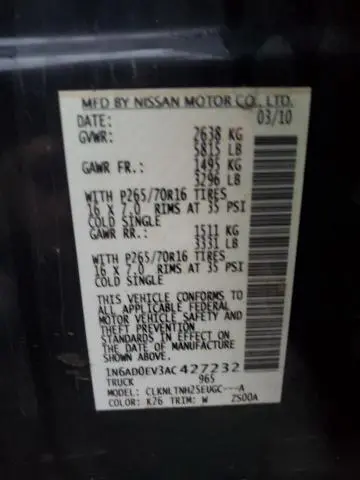 MFD BY NISSAN MOTOR CO., LTD.
DATE: 03/10
GVWR: 2638 KG
5815 LB
GAWR FR.: 1495 KG
3296 LB
WITH P265/70R16 TIRES
16 X 7.0 RIMS AT 35 PSI
COLD SINGLE
GAWR RR.: 1511 KG
3331 LB
WITH P265/70R16 TIRES
16 X 7.0 RIMS AT 35 PSI
COLD SINGLE
THIS VEHICLE CONFORMS TO
ALL APPLICABLE FEDERAL
MOTOR VEHICLE SAFETY
AND THEFT PREVENTION
STANDARDS IN EFFECT ON
THE DATE OF MANUFACTURE
SHOWN ABOVE.
1N6AD0EV3AC427232
TRUCK 965
MODEL: CLKNLTNH25EUGC---A
COLOR: K26 TRIM: W ZS00A